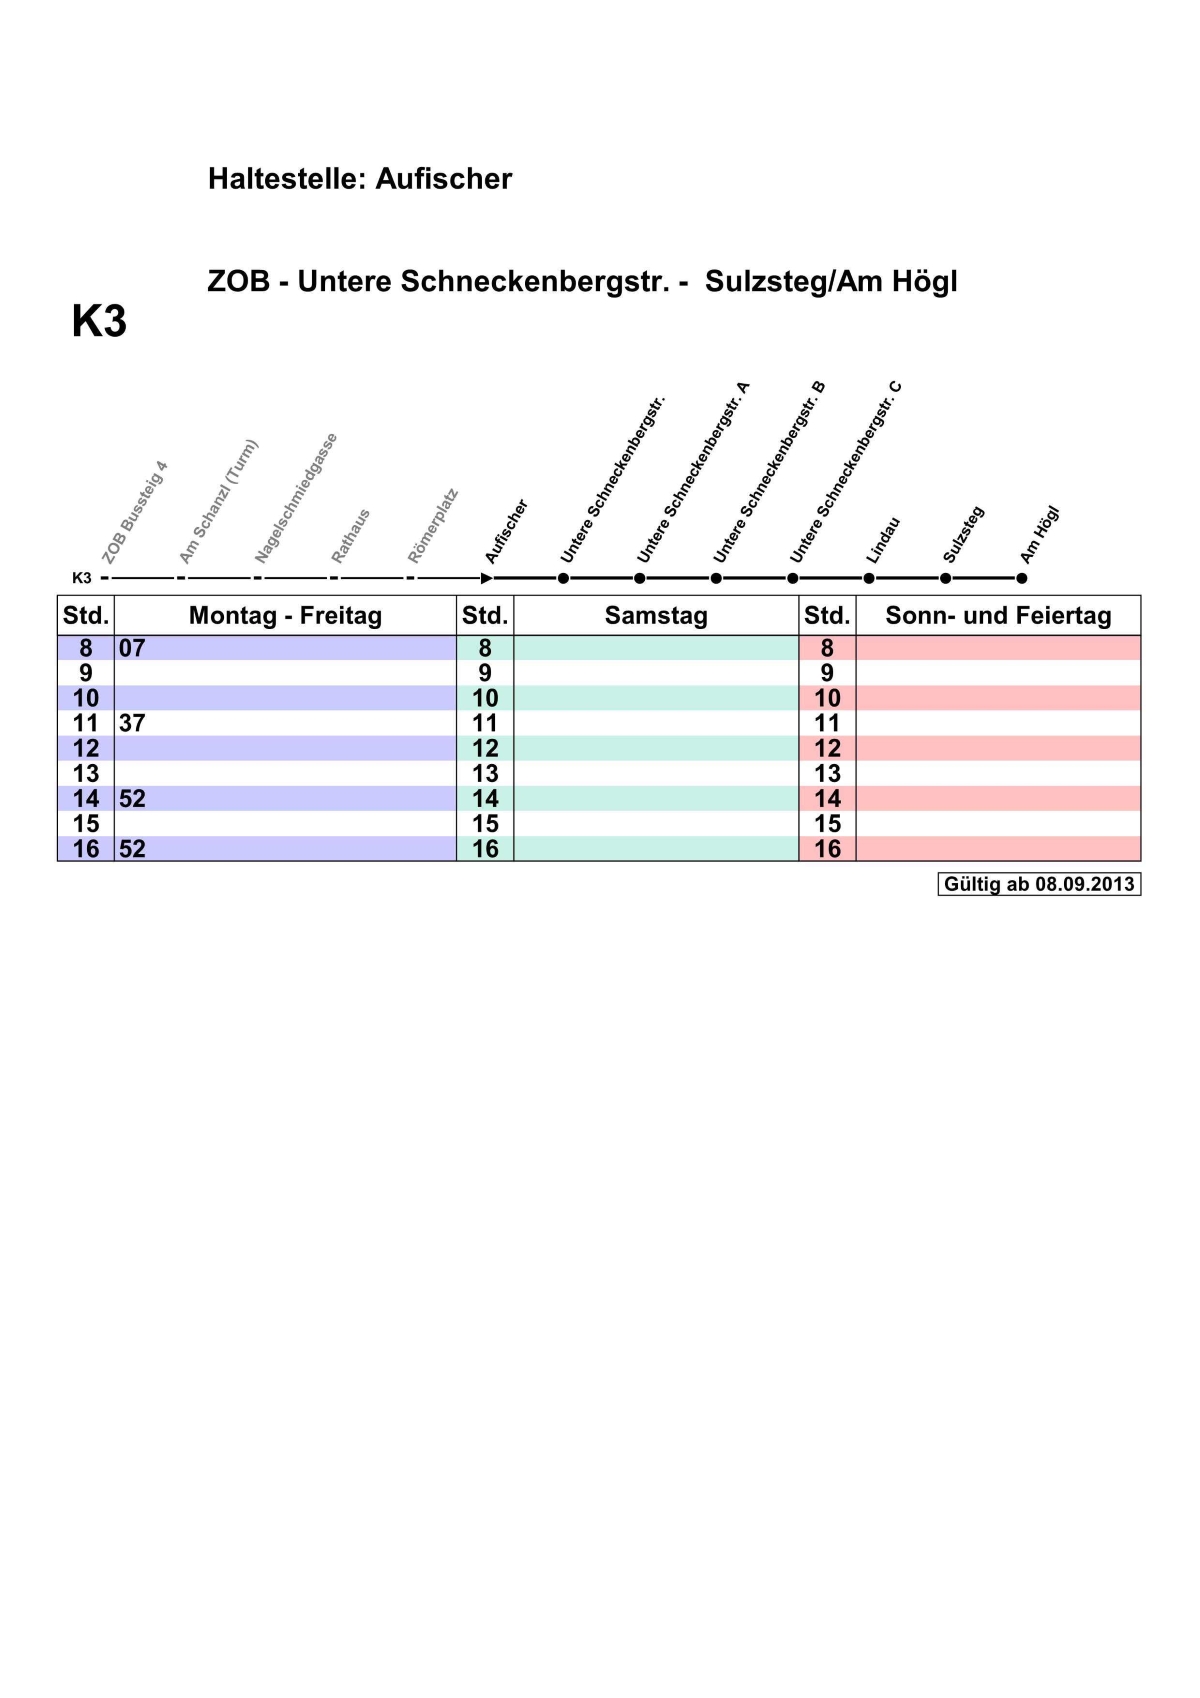 Haltestelle: Aufischer
ZOB - Untere Schneckenbergstr. - Sulzsteg/Am Högl
K3
ZOB Bussteig 4
Am Schanzl (Turm)
Nagelschmiedgasse
Rathaus
Römerplatz
Aufischer
Untere Schneckenbergstr.
Untere Schneckenbergstr. A
Untere Schneckenbergstr. B
Untere Schneckenbergstr. C
Lindau
Sulzsteg
Am Högl
K3
Std. Montag - Freitag Std. Samstag Std. Sonn- und Feiertag
8 07 8 8
9 9 9
10 10 10
11 37 11 11
12 12 12
13 13 13
14 52 14 14
15 15 15
16 52 16 16
Gültig ab 08.09.2013